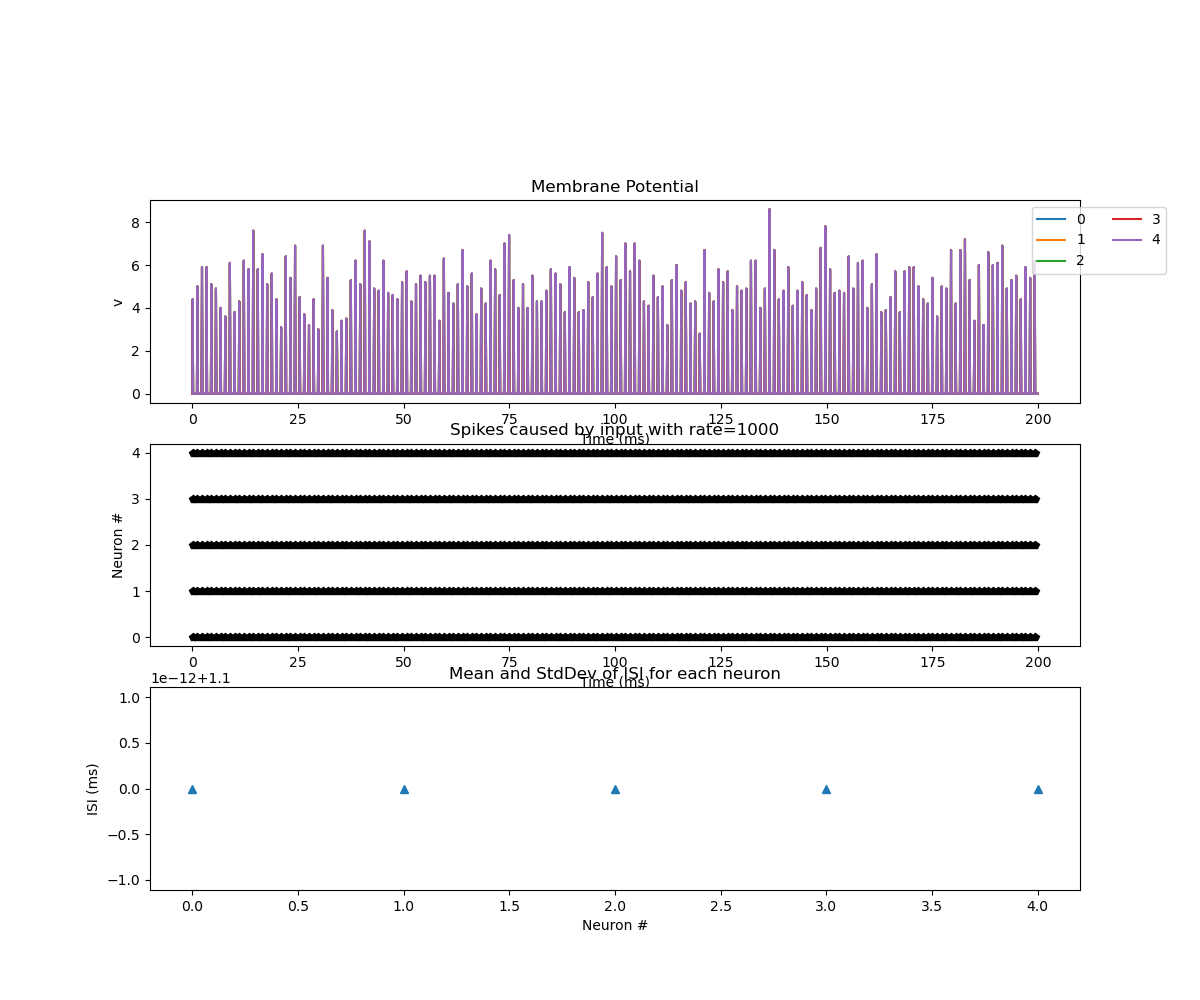 Membrane Potential
8
6
4
2
0
v
0 3
1 4
2
0 25 50 75 100 125 150 175 200
Time (ms)
Spikes caused by input with rate=1000
4
3
2
1
0
Neuron #
0 25 50 75 100 125 150 175 200
Time (ms)
Mean and StdDev of ISI for each neuron
1e−12+1.1
1.0
0.5
0.0
−0.5
−1.0
ISI (ms)
0.0 0.5 1.0 1.5 2.0 2.5 3.0 3.5 4.0
Neuron #